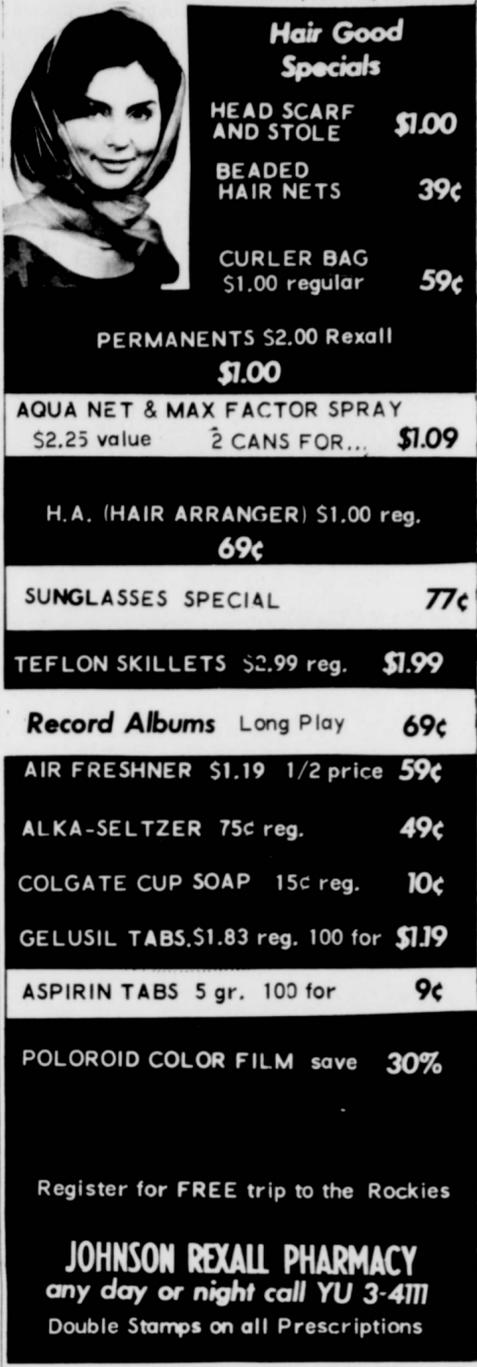 Hair Good
Specials
HEAD SCARF
AND STOLE $1.00
BEADED
HAIR NETS 39¢
CURLER BAG
$1.00 regular 59¢
PERMANENTS $2.00 Rexall
$1.00
AQUA NET & MAX FACTOR SPRAY
$2.25 value 2 CANS FOR... $1.09
H.A. (HAIR ARRANGER) $1.00 reg.
69¢
SUNGLASSES SPECIAL 77¢
TEFLON SKILLETS $2.99 reg. $1.99
Record Albums Long Play 69¢
AIR FRESHNER $1.19 1/2 price 59¢
ALKA-SELTZER 75¢ reg. 49¢
COLGATE CUP SOAP 15¢ reg. 10¢
GELUSIL TABS.$1.83 reg. 100 for $1.19
ASPIRIN TABS 5 gr. 100 for 9¢
POLOROID COLOR FILM save 30%
Register for FREE trip to the Rockies
JOHNSON REXALL PHARMACY
any day or night call YU 3-4111
Double Stamps on all Prescriptions